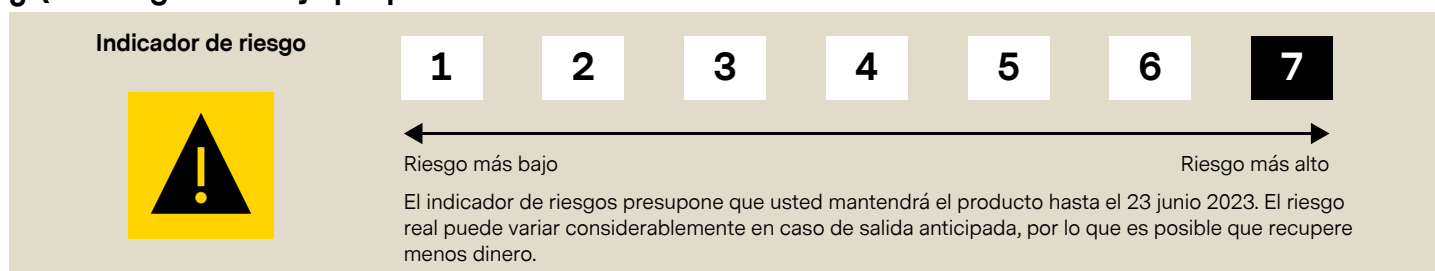 Indicador de riesgo
1 2 3 4 5 6 7
Riesgo más bajo Riesgo más alto
El indicador de riesgos presupone que usted mantendrá el producto hasta el 23 junio 2023. El riesgo
real puede variar considerablemente en caso de salida anticipada, por lo que es posible que recupere
menos dinero.